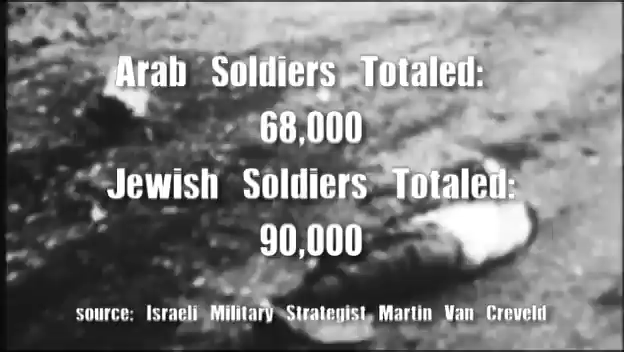 Arab Soldiers Totaled:
68,000
Jewish Soldiers Totaled:
90,000
source: Israeli Military Strategist Martin Van Creveld